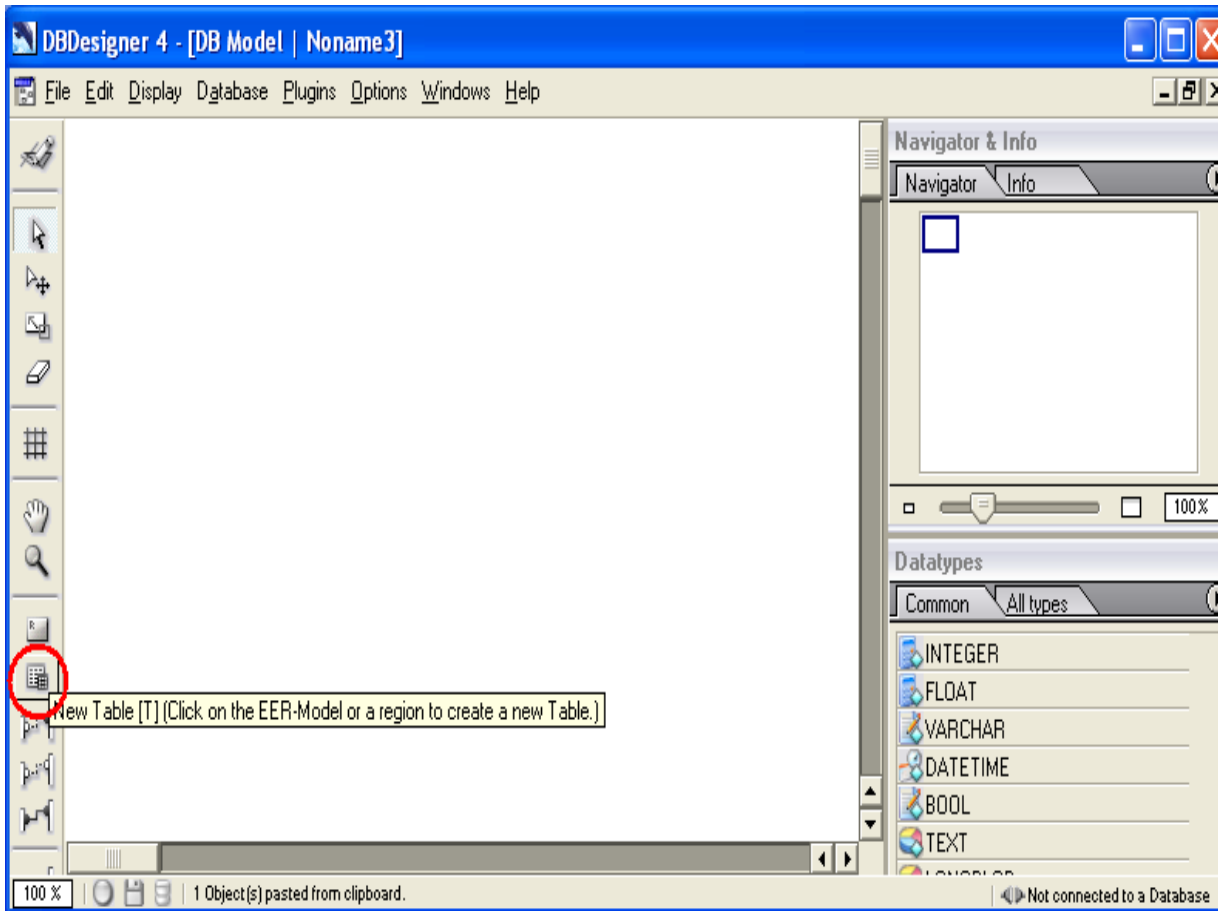 DBDesigner 4 - [DB Model | Noname3]
File Edit Display Database Plugins Options Windows Help
Navigator & Info
Navigator Info
100%
Datatypes
Common All types
R
INTEGER
FLOAT
New Table [T] (Click on the EER-Model or a region to create a new Table.)
VARCHAR
DATETIME
BOOL
TEXT
100 % 1 Object(s) pasted from clipboard. Not connected to a Database